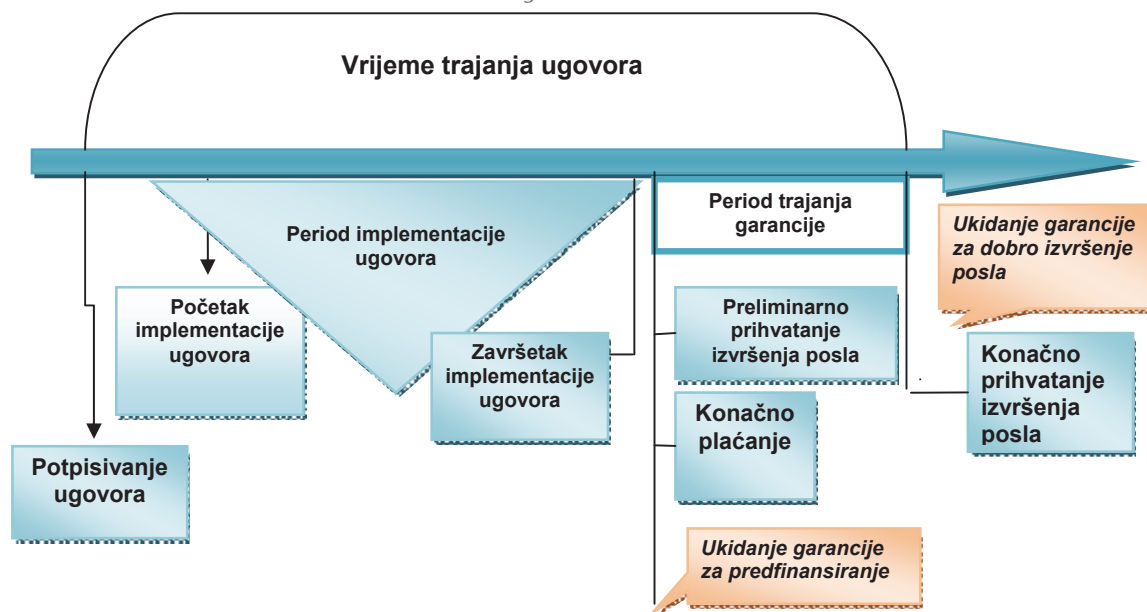 Vrijeme trajanja ugovora
Period implementacije
ugovora
Period trajanja
garancije
Ukidanje garancije
za dobro izvršenje
posla
Početak
implementacije
ugovora
Preliminarno
prihvatanje
izvršenja posla
Završetak
implementacije
ugovora
Konačno
prihvatanje
izvršenja
posla
Konačno
plaćanje
Potpisivanje
ugovora
Ukidanje garancije
za predfinansiranje